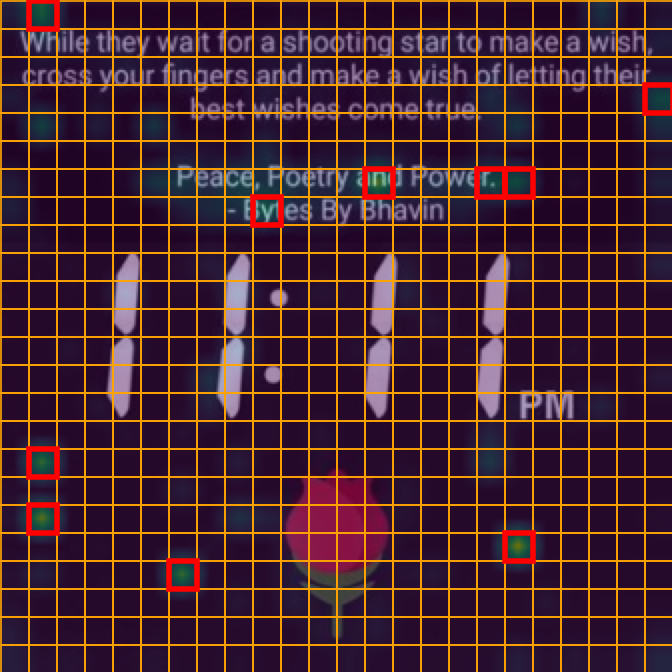 While they wait for a shooting star to make a wish,
cross your fingers and make a wish of letting their
best wishes come true.
Peace, Poetry and Power.
- Bytes By Bhavin
11:11 PM